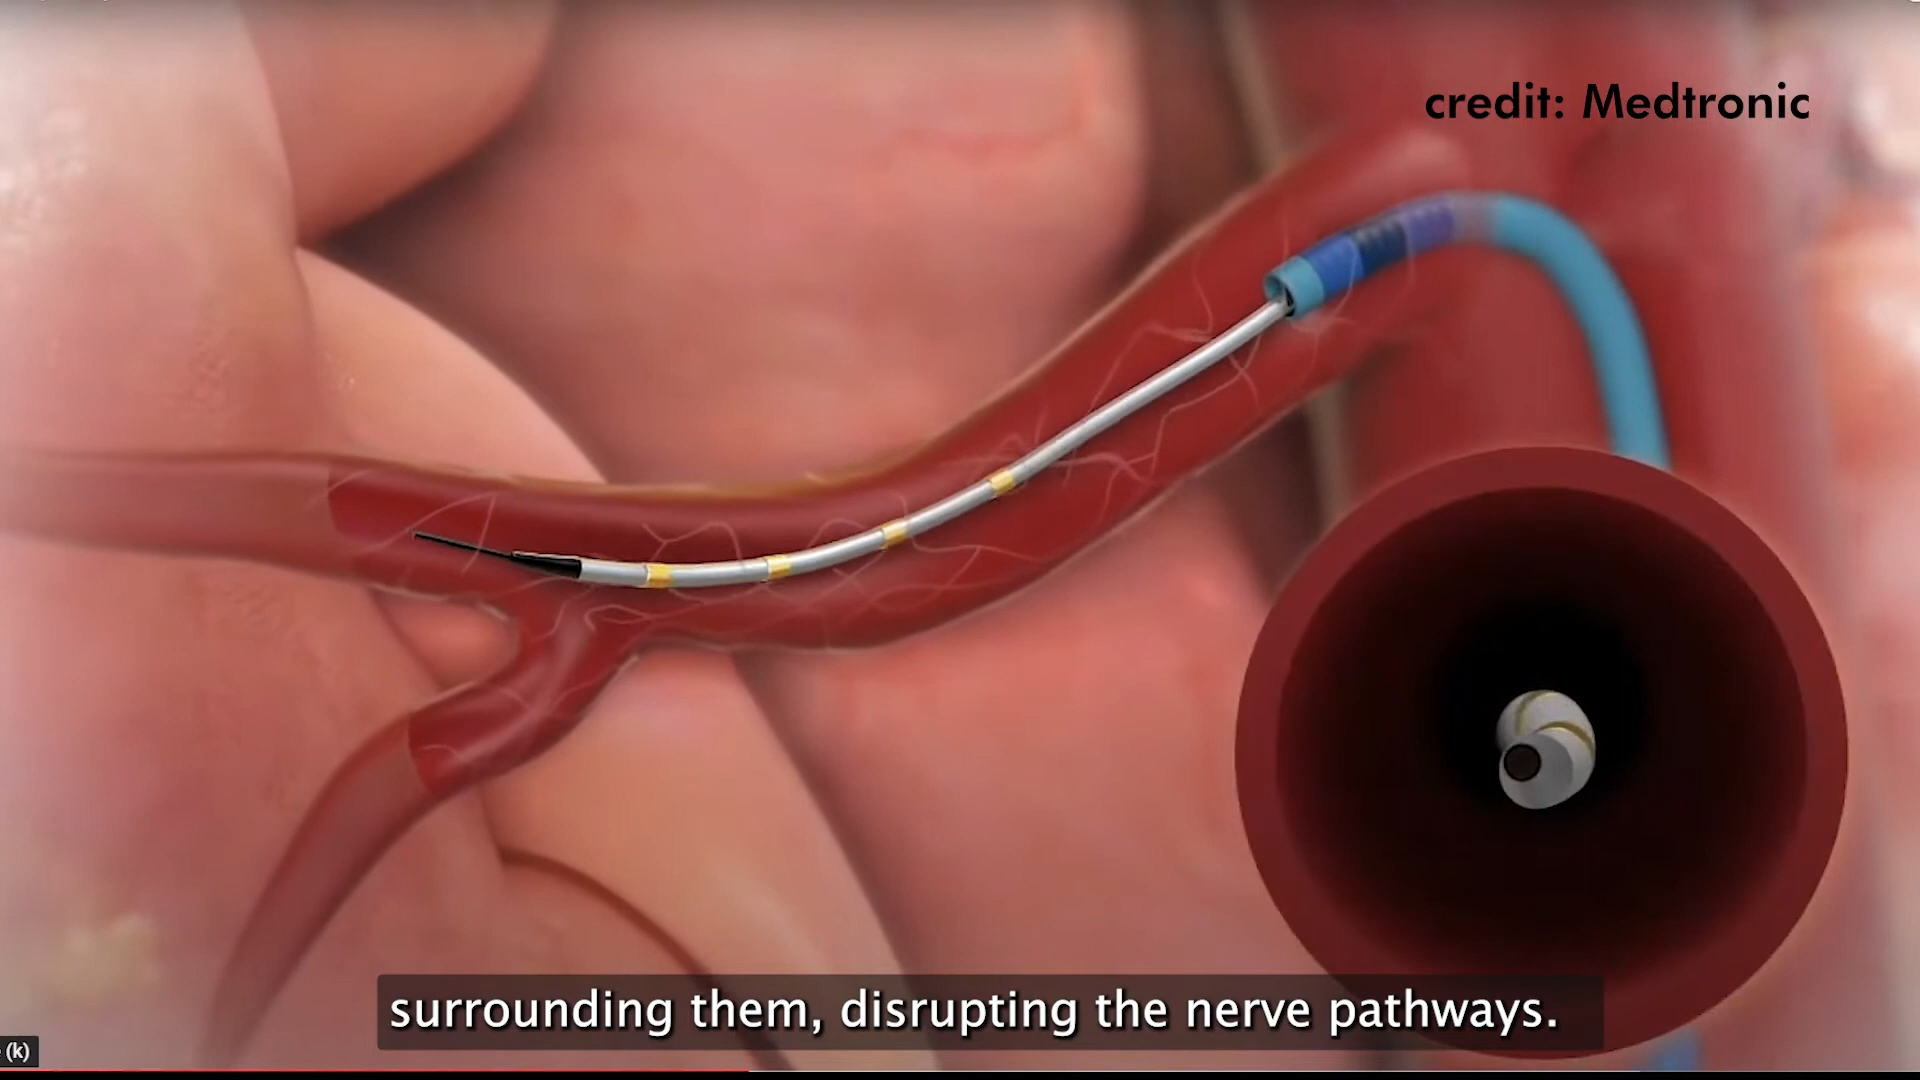 credit: Medtronic
surrounding them, disrupting the nerve pathways.
(k)